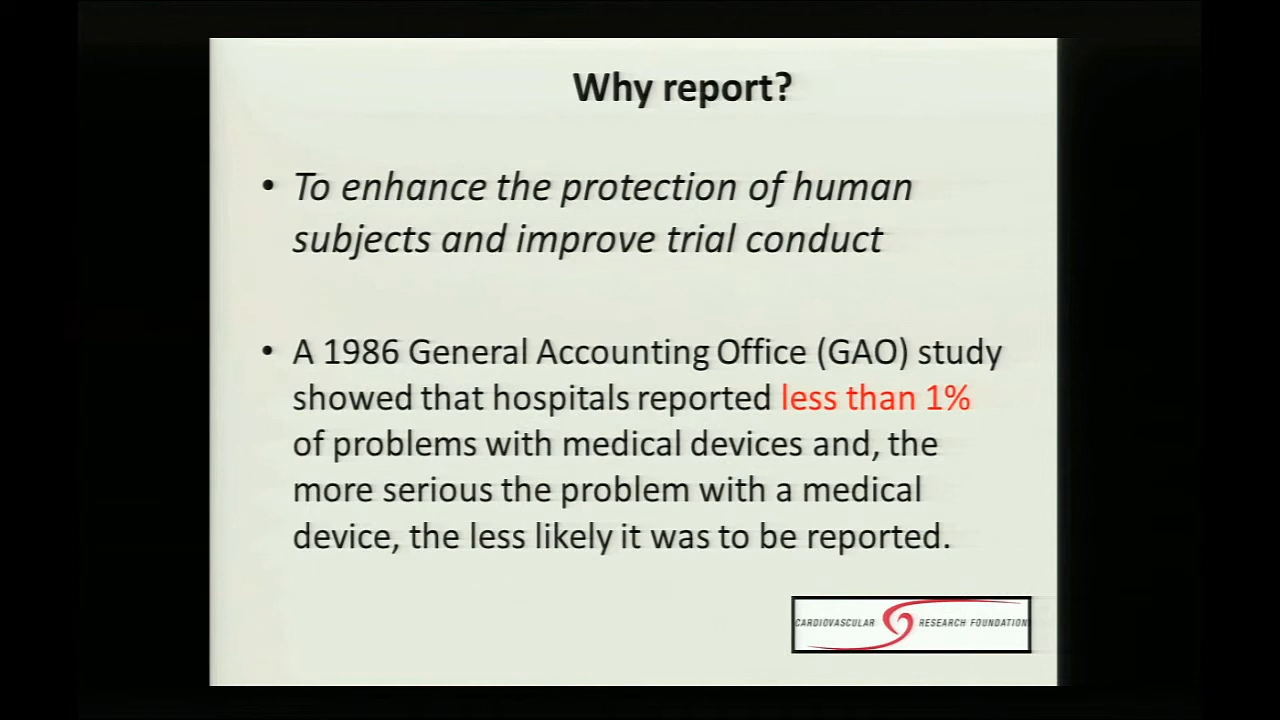 Why report?
• To enhance the protection of human
subjects and improve trial conduct
• A 1986 General Accounting Office (GAO) study
showed that hospitals reported less than 1%
of problems with medical devices and, the
more serious the problem with a medical
device, the less likely it was to be reported.
CARDIOVASCULAR RESEARCH FOUNDATION